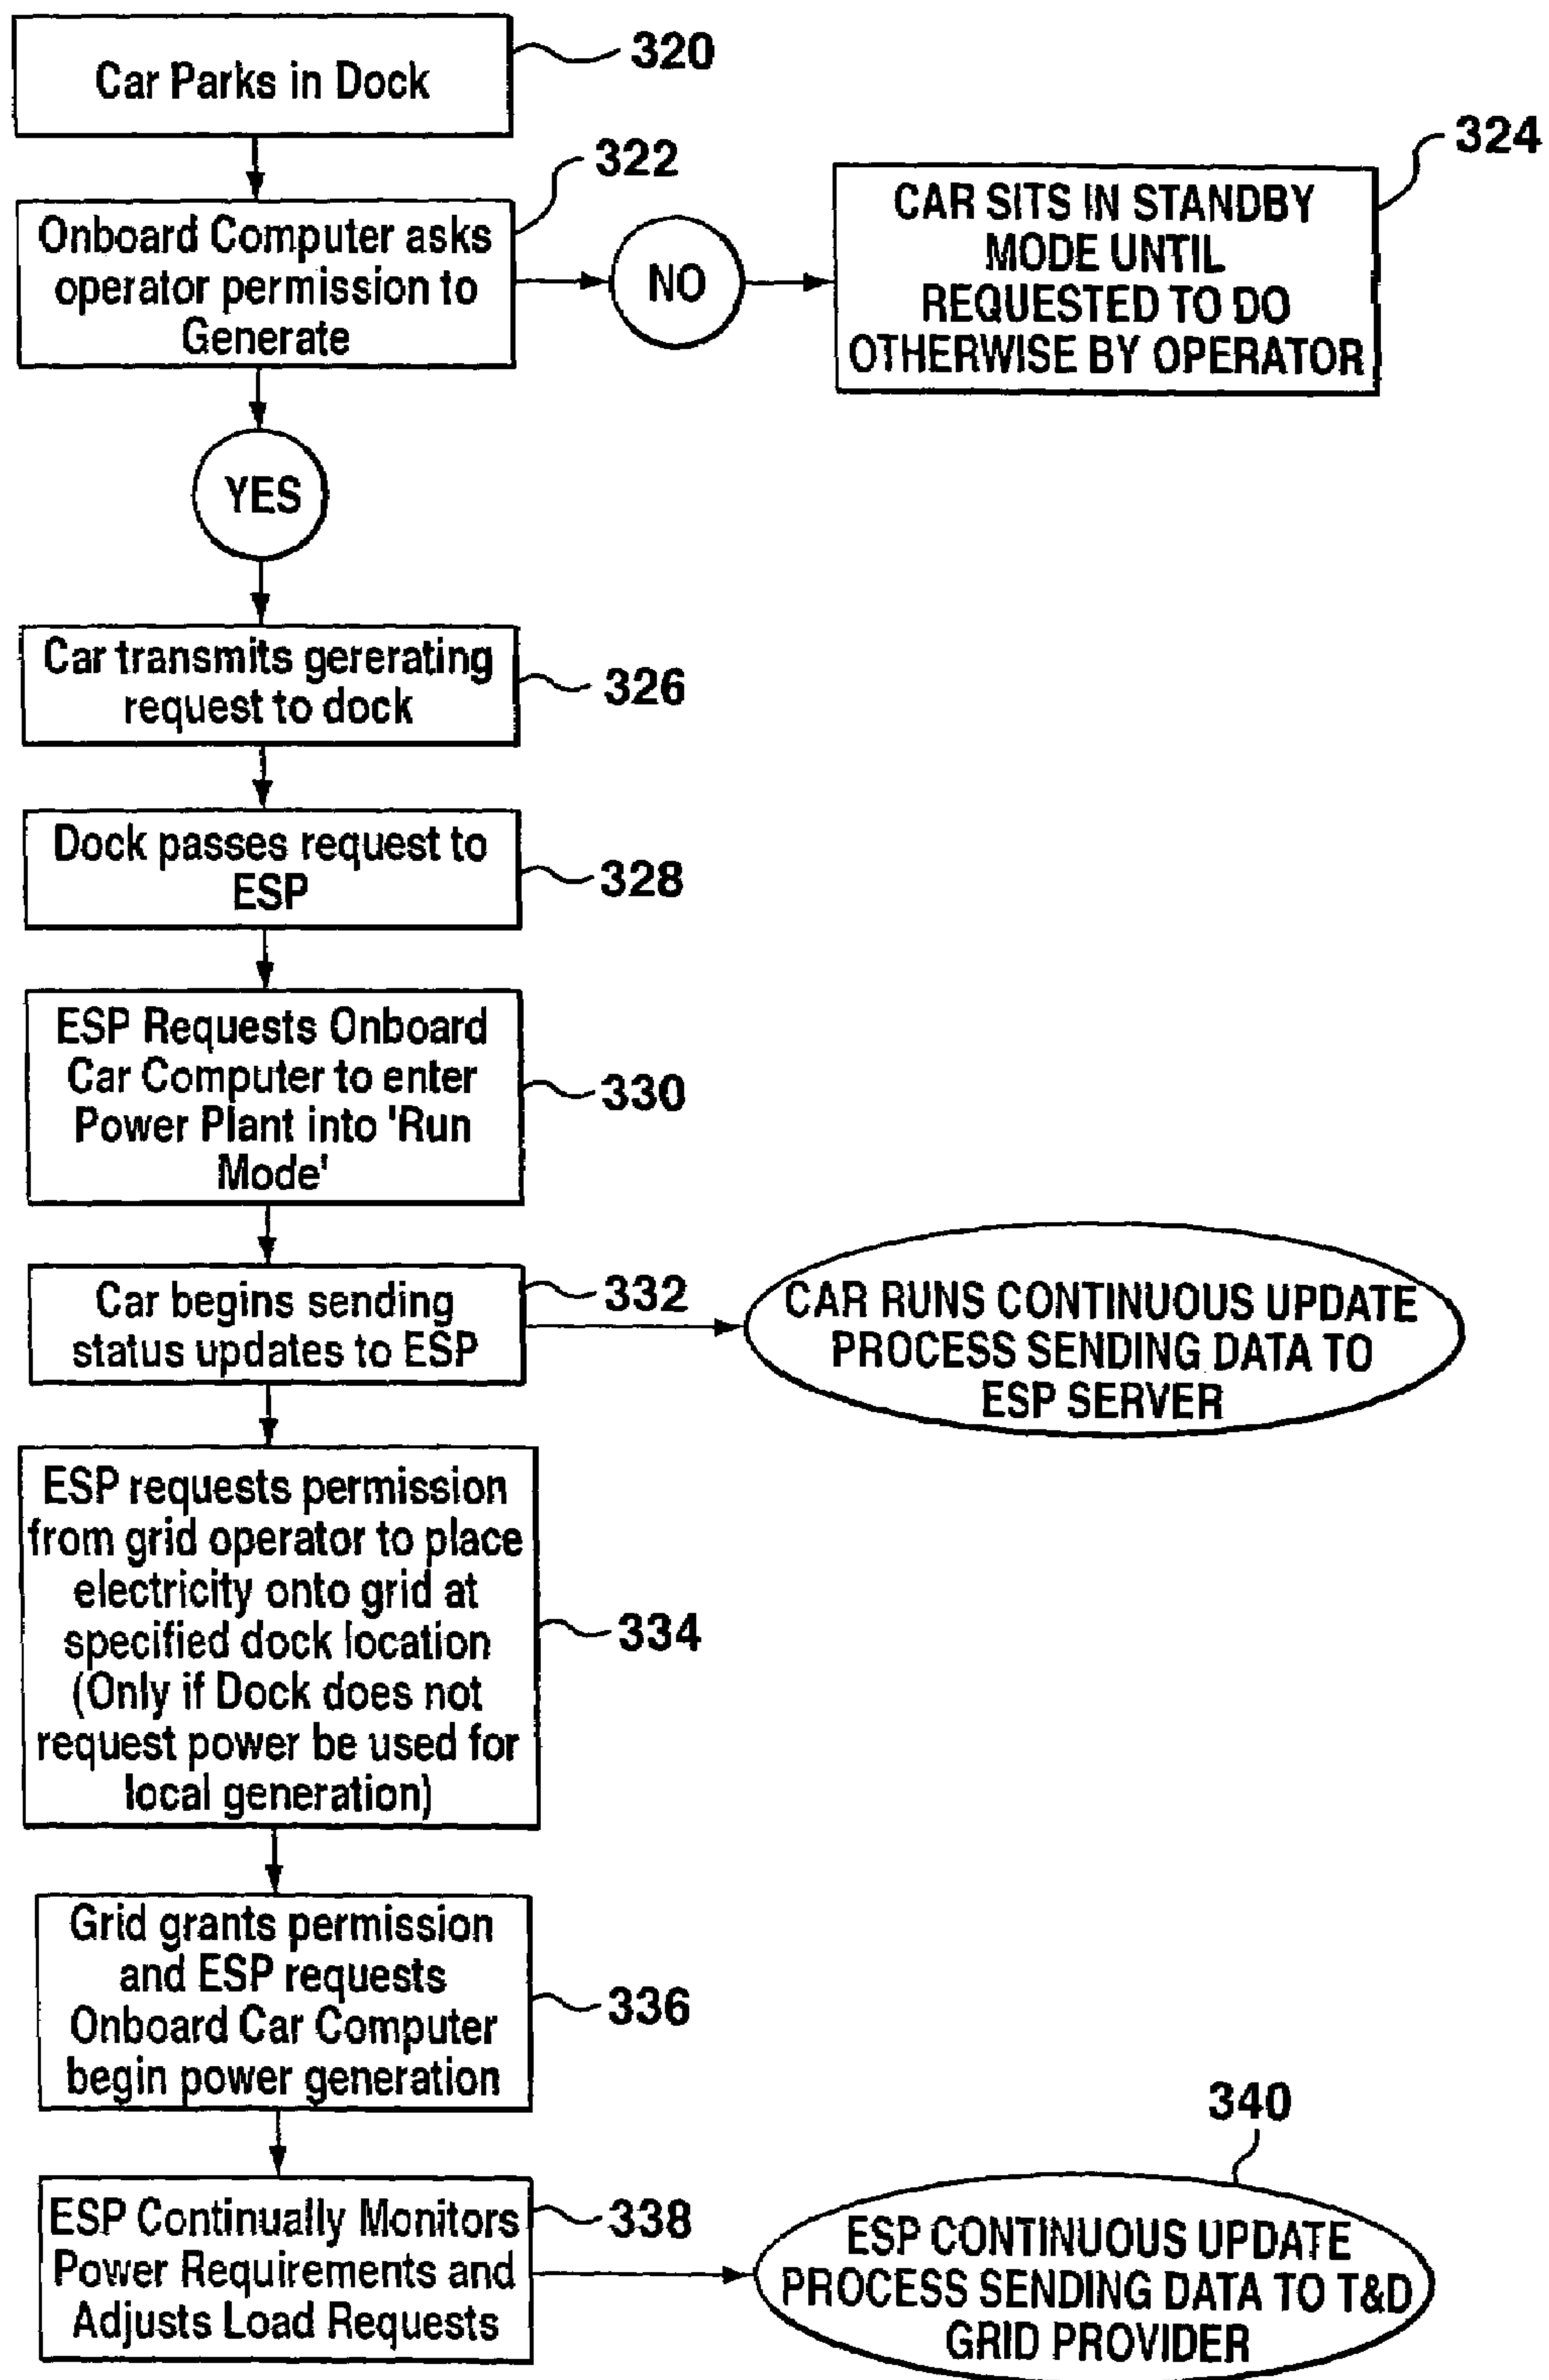 320
Car Parks in Dock
322
324
Onboard Computer asks
operator permission to
Generate
NO
CAR SITS IN STANDBY
MODE UNTIL
REQUESTED TO DO
OTHERWISE BY OPERATOR
YES
Car transmits gererating
request to dock
326
Dock passes request to
ESP
328
ESP Requests Onboard
Car Computer to enter
Power Plant into 'Run
Mode'
330
Car begins sending
status updates to ESP
332
CAR RUNS CONTINUOUS UPDATE
PROCESS SENDING DATA TO
ESP SERVER
ESP requests permission
from grid operator to place
electricity onto grid at
specified dock location
(Only if Dock does not
request power be used for
local generation)
334
Grid grants permission
and ESP requests
Onboard Car Computer
begin power generation
336
340
ESP Continually Monitors
Power Requirements and
Adjusts Load Requests
338
ESP CONTINUOUS UPDATE
PROCESS SENDING DATA TO T&D
GRID PROVIDER